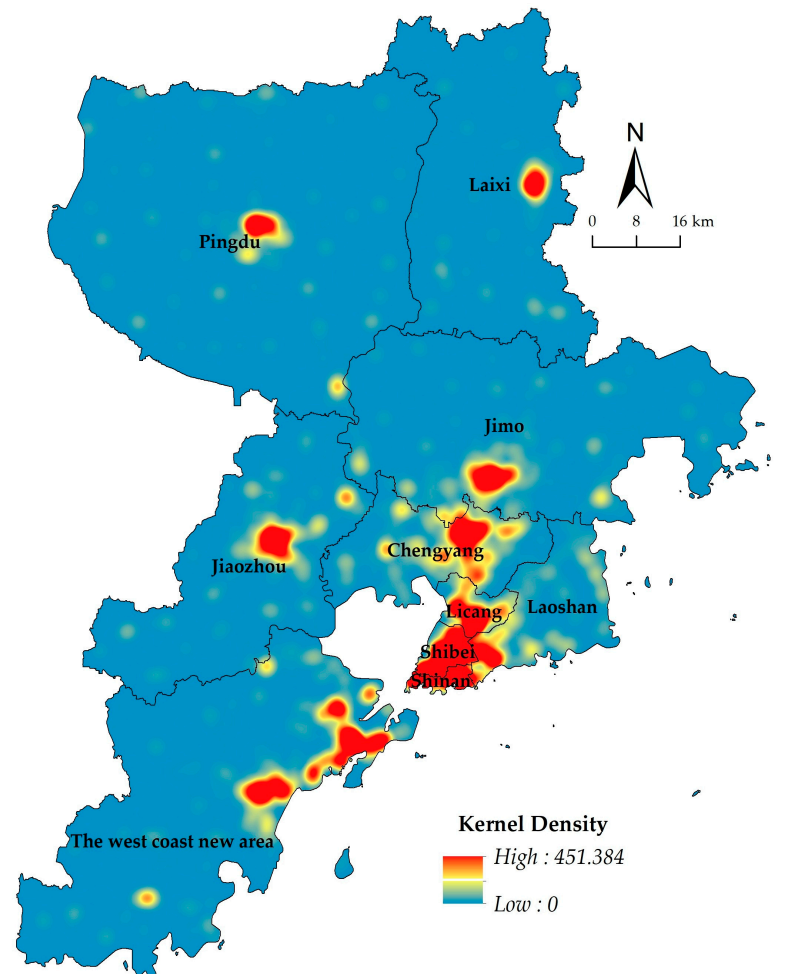 N
Laixi
0 8 16 km
Pingdu
Jimo
Chengyang
Jiaozhou
Licang
Laoshan
Shibei
Shinan
The west coast new area
Kernel Density
High : 451.384
Low : 0